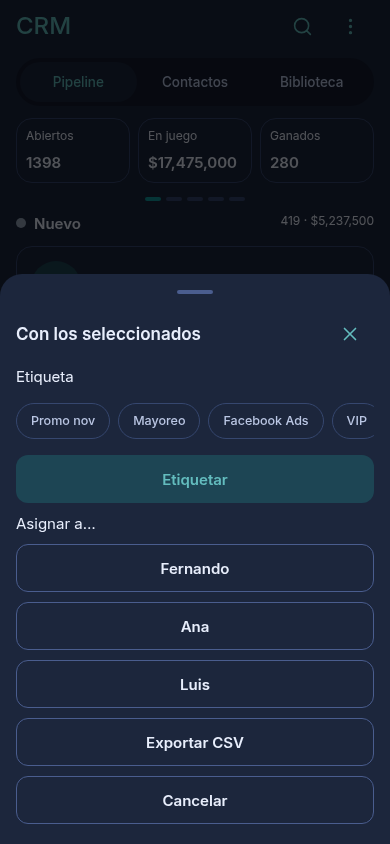 CRM
Pipeline
Contactos
Biblioteca
Abiertos
1398
En juego
$17,475,000
Ganados
280
Nuevo
419 · $5,237,500
Con los seleccionados
Etiqueta
Promo nov
Mayoreo
Facebook Ads
VIP
Etiquetar
Asignar a...
Fernando
Ana
Luis
Exportar CSV
Cancelar